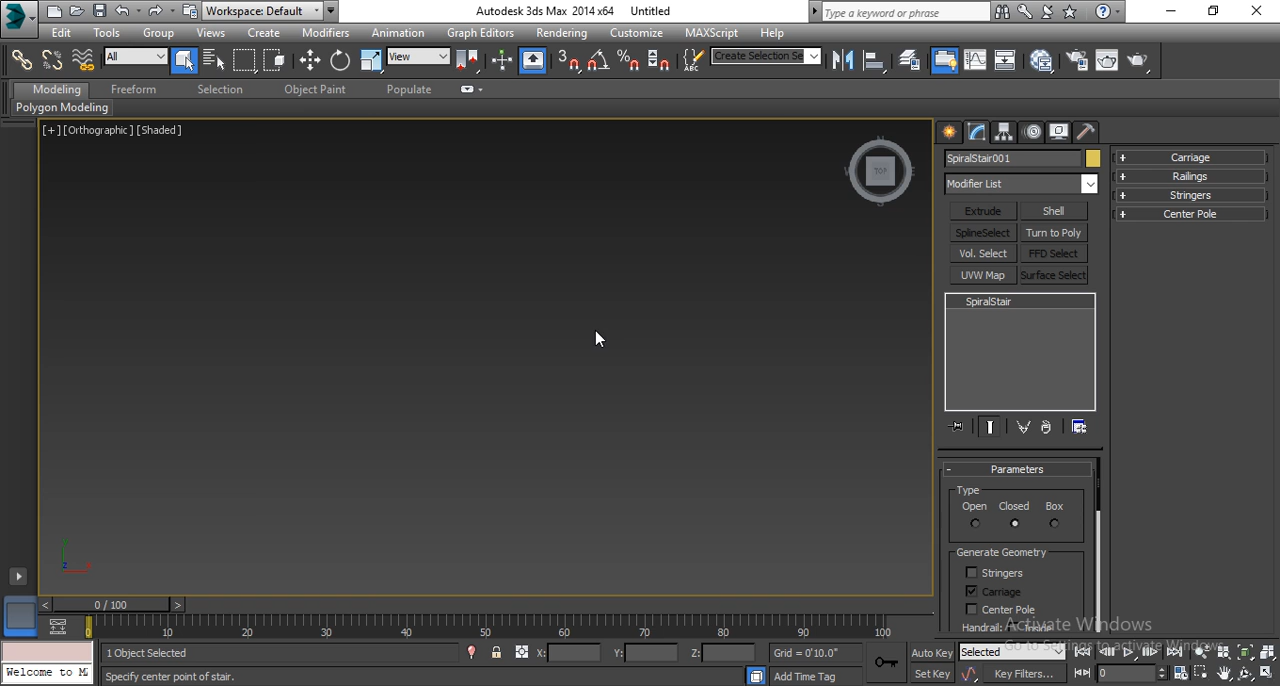 Workspace: Default
Autodesk 3ds Max 2014 x64 Untitled
Type a keyword or phrase
Edit Tools Group Views Create Modifiers Animation Graph Editors Rendering Customize MAXScript Help
All View 3 % ABC Create Selection Se
Modeling Freeform Selection Object Paint Populate
Polygon Modeling
[+] [Orthographic] [Shaded]
N
TOP
S
SpiralStair001
Modifier List
Extrude Shell
SplineSelect Turn to Poly
Vol. Select FFD Select
UVW Map Surface Select
SpiralStair
+ Carriage
+ Railings
+ Stringers
+ Center Pole
- Parameters
Type
Open Closed Box
Generate Geometry
Stringers
Carriage
Center Pole
Handrail: Inside
Activate Windows
Go to Settings to activate Windows.
z
< 0 / 100 >
0 10 20 30 40 50 60 70 80 90 100
1 Object Selected X: Y: Z: Grid = 0'10.0" Auto Key Selected
Welcome to M Specify center point of stair. Add Time Tag Set Key Key Filters... 0